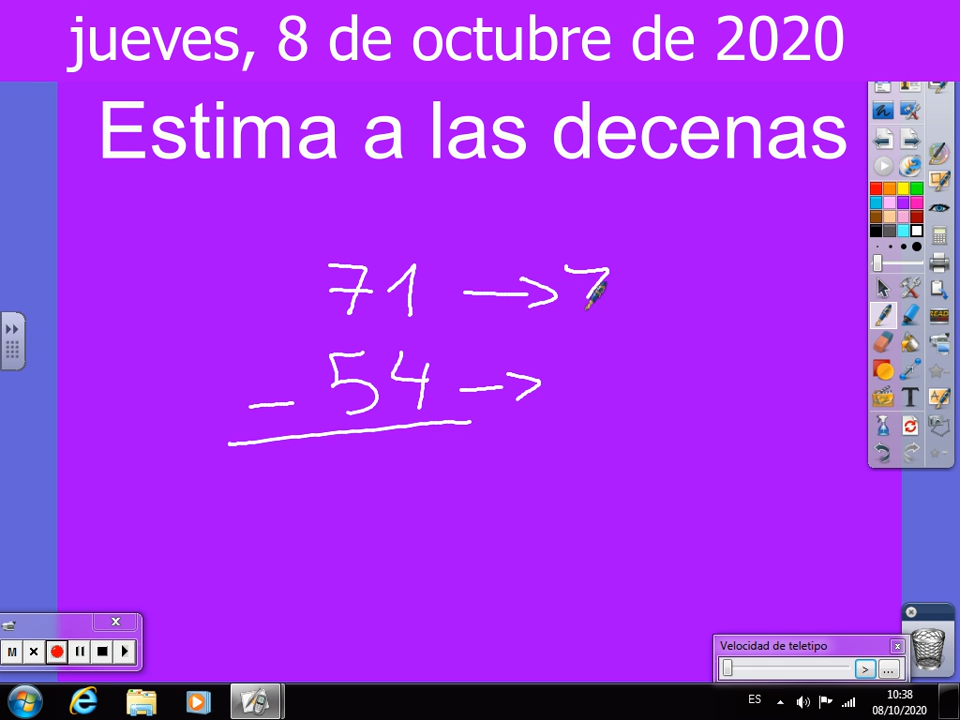 jueves, 8 de octubre de 2020
Estima a las decenas
71 → 7
- 54 →
M
Velocidad de teletipo
> ...
ES
10:38
08/10/2020